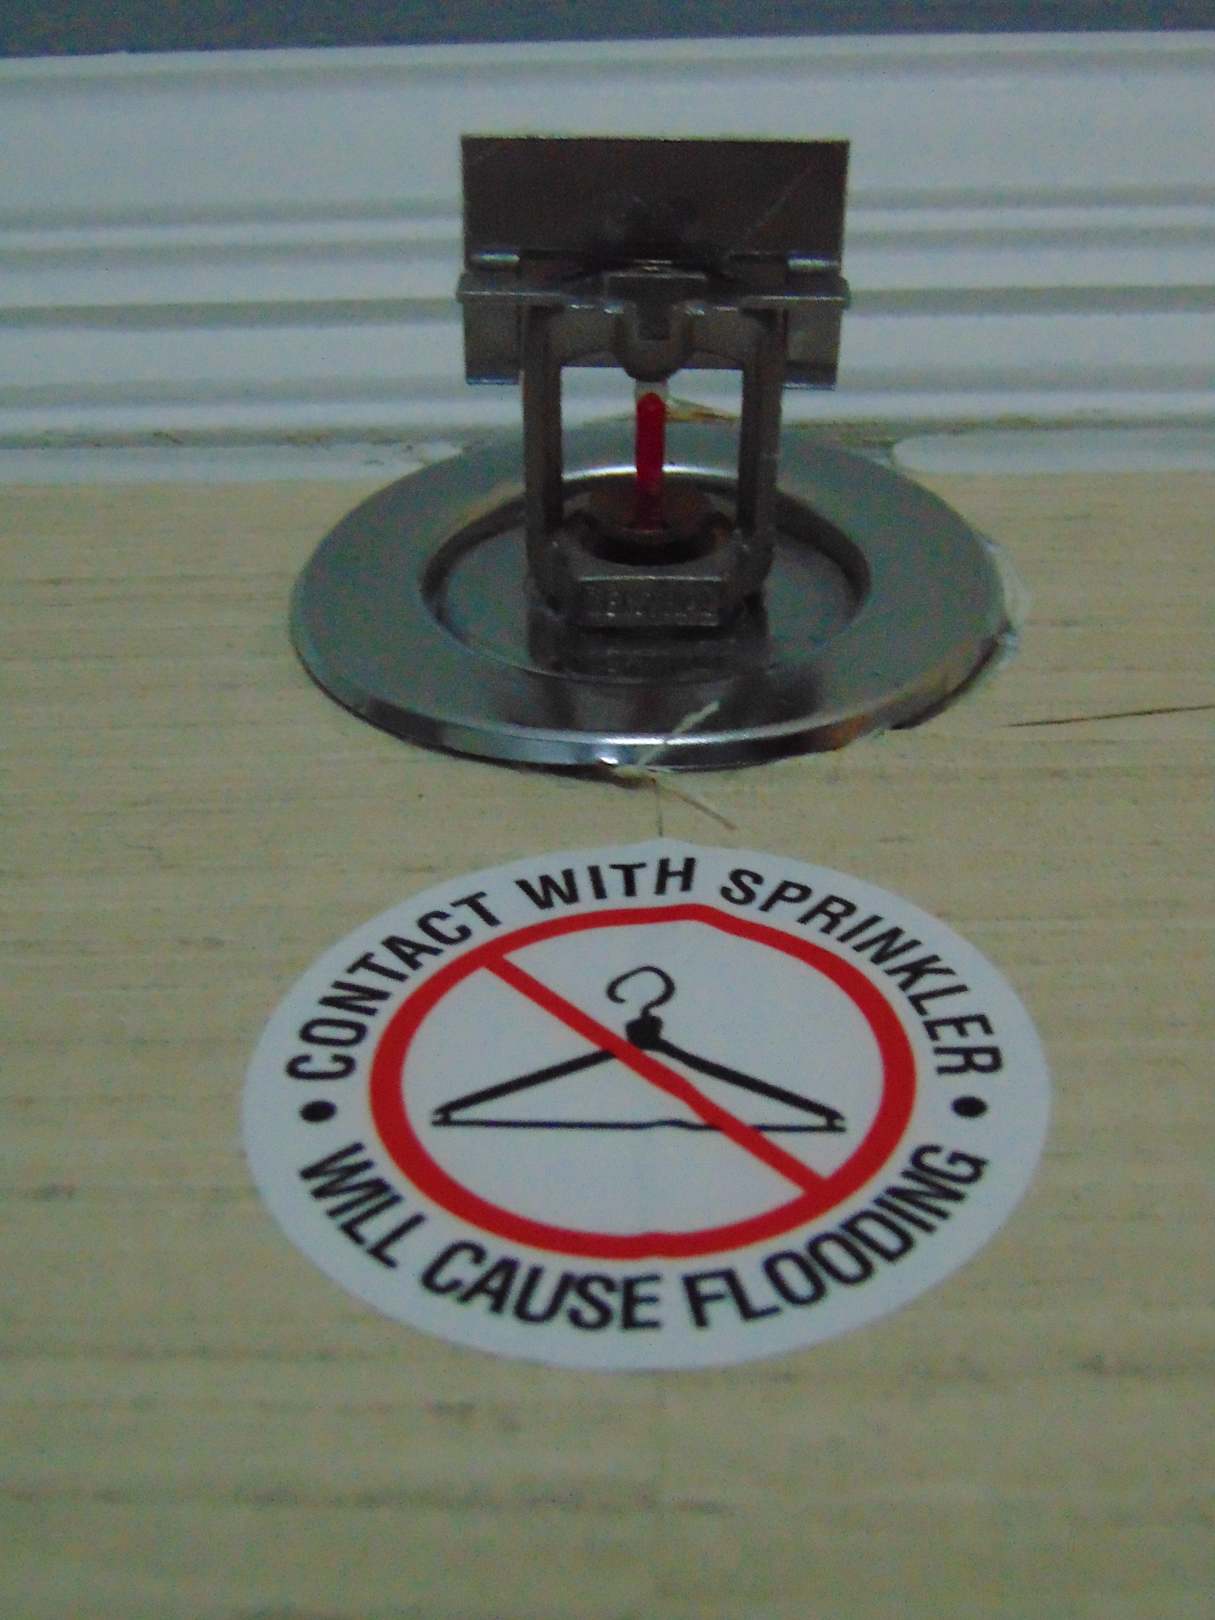 CONTACT WITH SPRINKLER
WILL CAUSE FLOODING